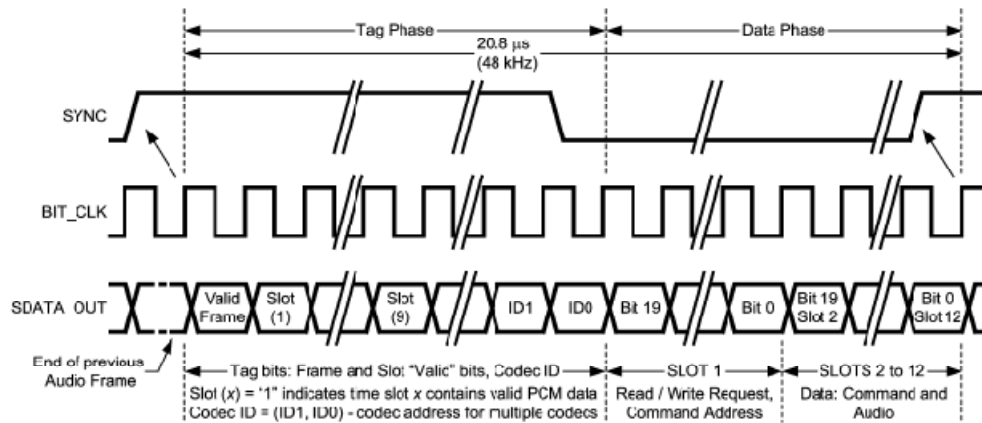 Tag Phase
Data Phase
20.8 µs
(48 kHz)
SYNC
BIT_CLK
SDATA_OUT
Valid Frame
Slot (1)
Slot (9)
ID1
ID0
Bit 19
Bit 0
Bit 19 Slot 2
Bit 0 Slot 12
End of previous
Audio Frame
Tag bits: Frame and Slot "Valid" bits, Codec ID
Slot (x) = "1" indicates time slot x contains valid PCM data
Codec ID = (ID1, ID0) - codec address for multiple codecs
SLOT 1
Read / Write Request,
Command Address
SLOTS 2 to 12
Data: Command and
Audio